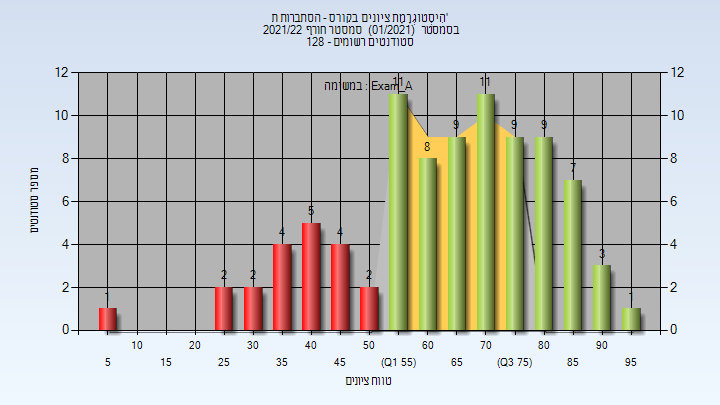 היסטוגרמת ציונים בקורס - הסתברות ת'
בסמסטר (01/2021) סמסטר חורף 2021/22
סטודנטים רשומים - 128
במשימה : Exam_A
12 12
10 10
8 8
6 6
4 4
2 2
0 0
מספר סטודנטים
1 2 2 4 5 4 2 11 8 9 11 9 9 7 3 1
10 20 30 40 50 60 70 80 90
5 15 25 35 45 (Q1 55) 65 (Q3 75) 85 95
טווח ציונים